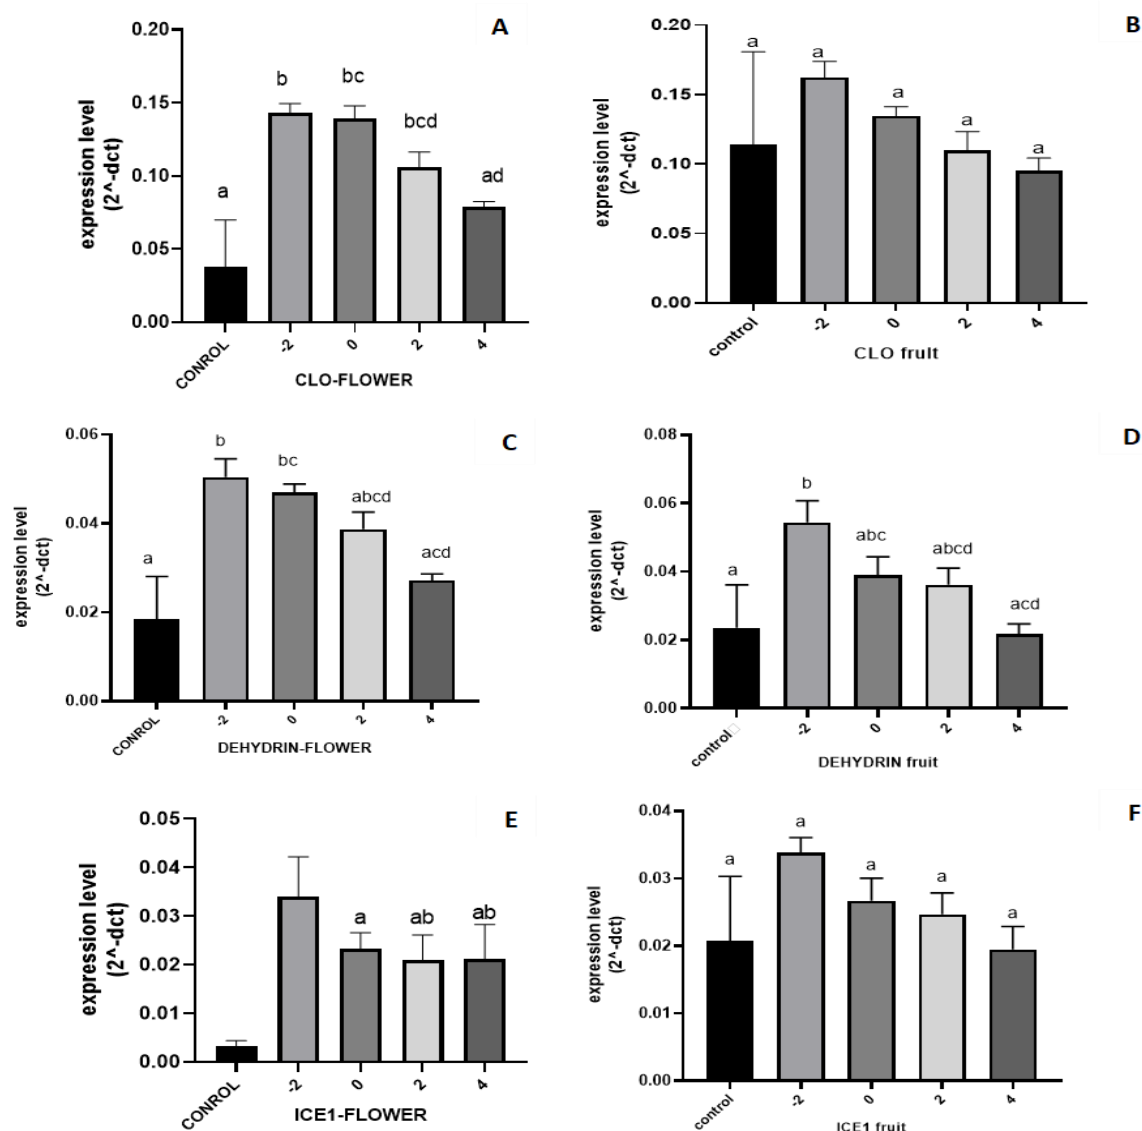 A
expression level
(2^-dct)
0.20
0.15
0.10
0.05
0.00
a
b
bc
bcd
ad
CONROL
-2
0
2
4
CLO-FLOWER
B
expression level
(2^-dct)
0.20
0.15
0.10
0.05
0.00
a
a
a
a
a
control
-2
0
2
4
CLO fruit
C
expression level
(2^-dct)
0.06
0.04
0.02
0.00
a
b
bc
abcd
acd
CONROL
-2
0
2
4
DEHYDRIN-FLOWER
D
expression level
(2^-dct)
0.08
0.06
0.04
0.02
0.00
a
b
abc
abcd
acd
control
-2
0
2
4
DEHYDRIN fruit
E
expression level
(2^-dct)
0.05
0.04
0.03
0.02
0.01
0.00
a
ab
ab
CONROL
-2
0
2
4
ICE1-FLOWER
F
expression level
(2^-dct)
0.04
0.03
0.02
0.01
0.00
a
a
a
a
a
control
-2
0
2
4
ICE1 fruit